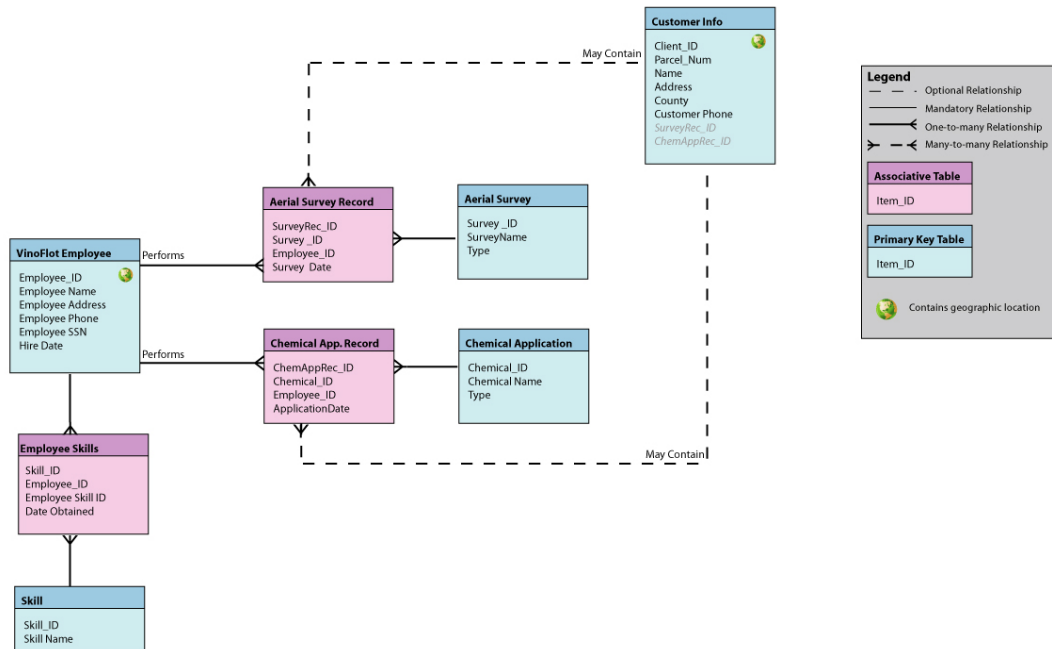 Customer Info
Client_ID
Parcel_Num
Name
Address
County
Customer Phone
SurveyRec_ID
ChemAppRec_ID
May Contain
Legend
Optional Relationship
Mandatory Relationship
One-to-many Relationship
Many-to-many Relationship
Associative Table
Item_ID
Primary Key Table
Item_ID
Contains geographic location
Aerial Survey Record
SurveyRec_ID
Survey _ID
Employee_ID
Survey Date
Aerial Survey
Survey _ID
SurveyName
Type
VinoFlot Employee
Employee_ID
Employee Name
Employee Address
Employee Phone
Employee SSN
Hire Date
Performs
Performs
Chemical App. Record
ChemAppRec_ID
Chemical_ID
Employee_ID
ApplicationDate
Chemical Application
Chemical_ID
Chemical Name
Type
May Contain
Employee Skills
Skill_ID
Employee_ID
Employee Skill ID
Date Obtained
Skill
Skill_ID
Skill Name